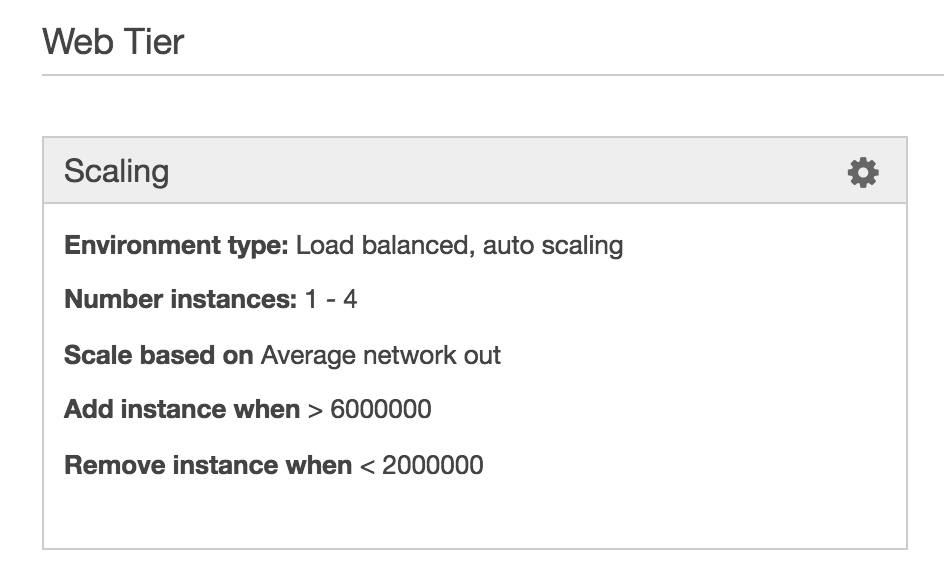 Web Tier
Scaling
Environment type: Load balanced, auto scaling
Number instances: 1 - 4
Scale based on Average network out
Add instance when > 6000000
Remove instance when < 2000000